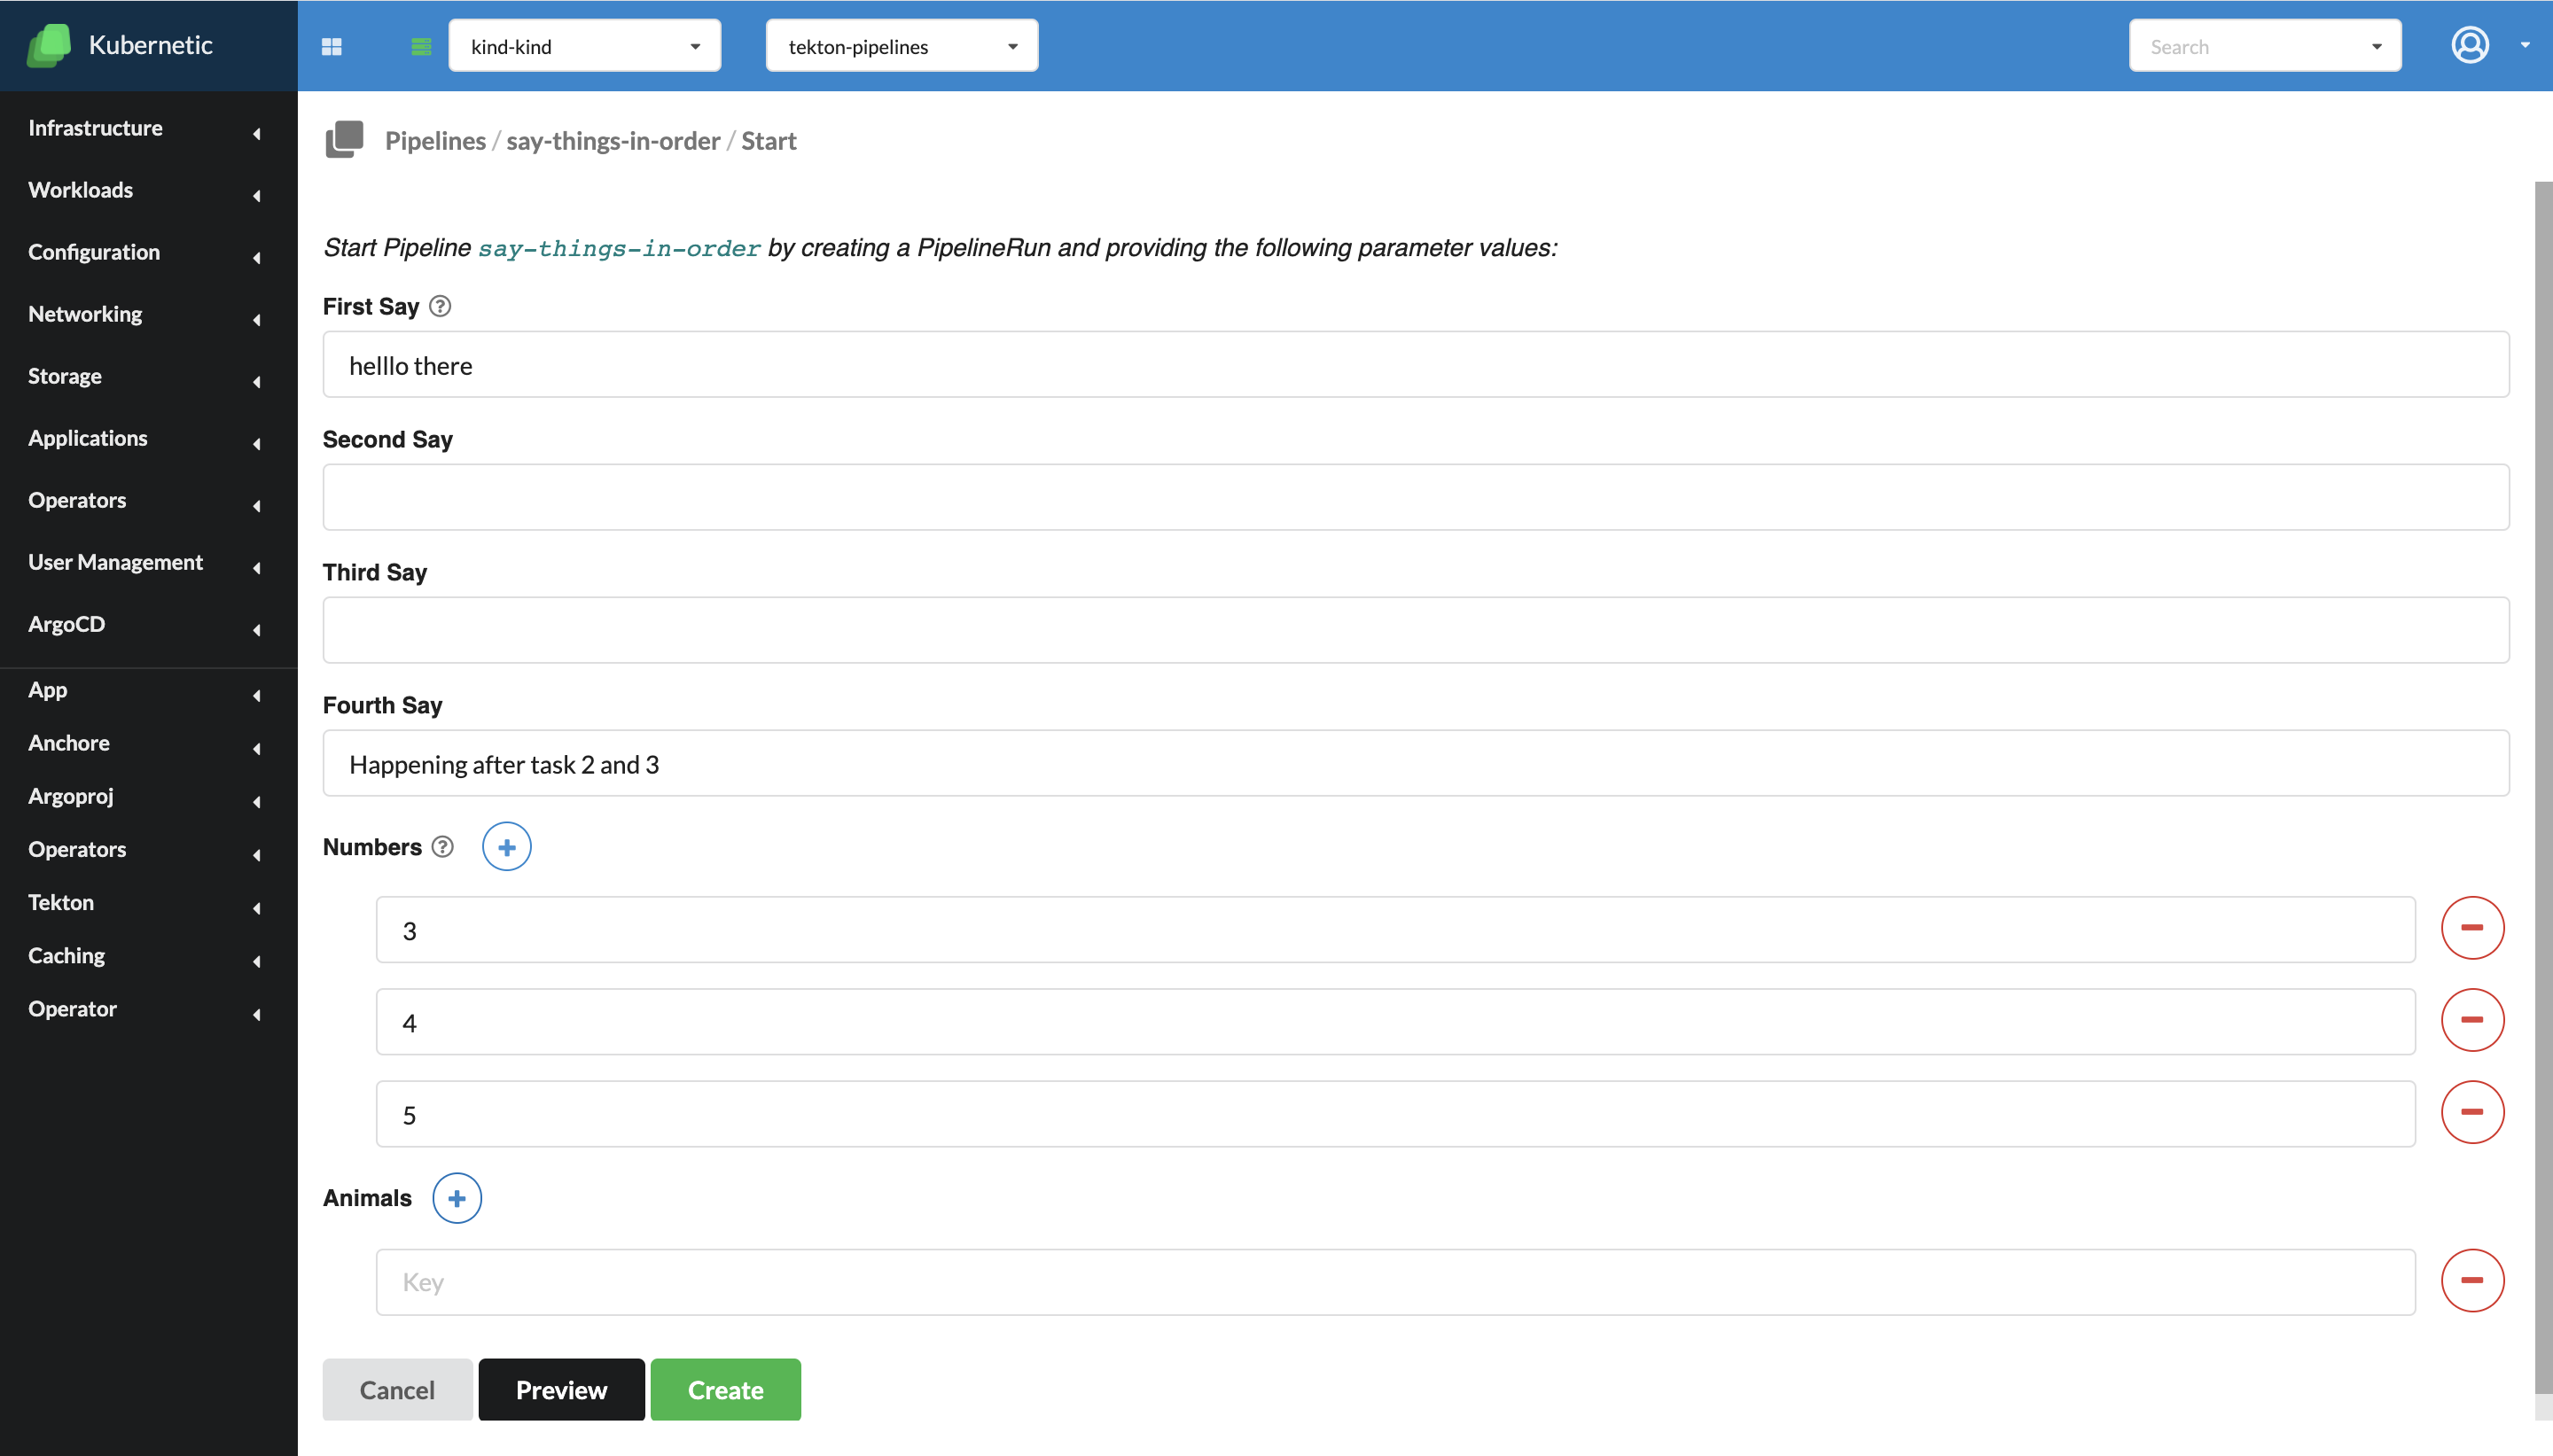 Kubernetic
kind-kind
tekton-pipelines
Search
Infrastructure
Workloads
Configuration
Networking
Storage
Applications
Operators
User Management
ArgoCD
App
Anchore
Argoproj
Operators
Tekton
Caching
Operator
Pipelines / say-things-in-order / Start
Start Pipeline say-things-in-order by creating a PipelineRun and providing the following parameter values:
First Say
helllo there
Second Say
Third Say
Fourth Say
Happening after task 2 and 3
Numbers
3
4
5
Animals
Key
Cancel Preview Create